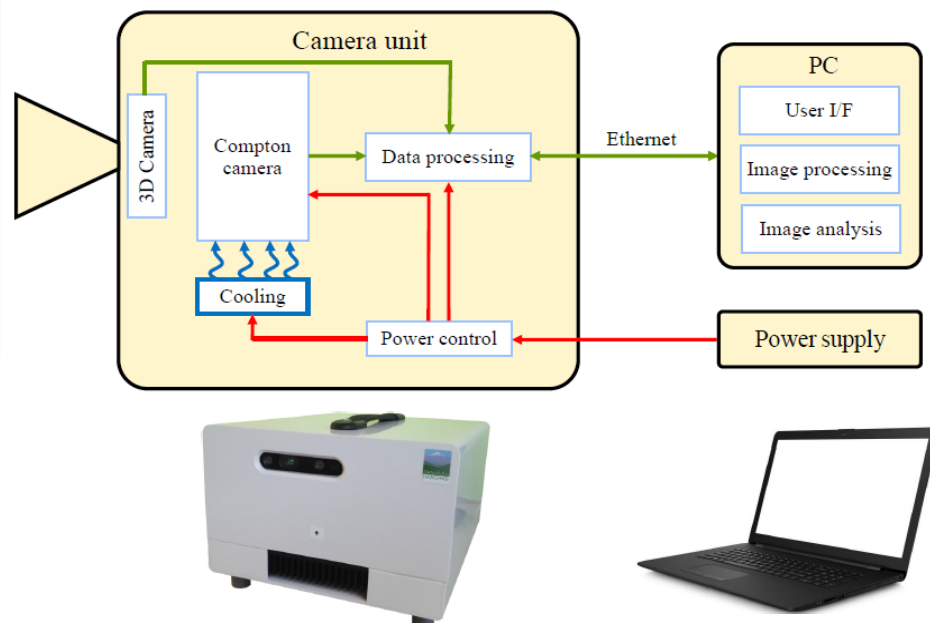 Camera unit
3D Camera
Compton
camera
Data processing
Cooling
Power control
Ethernet
PC
User I/F
Image processing
Image analysis
Power supply